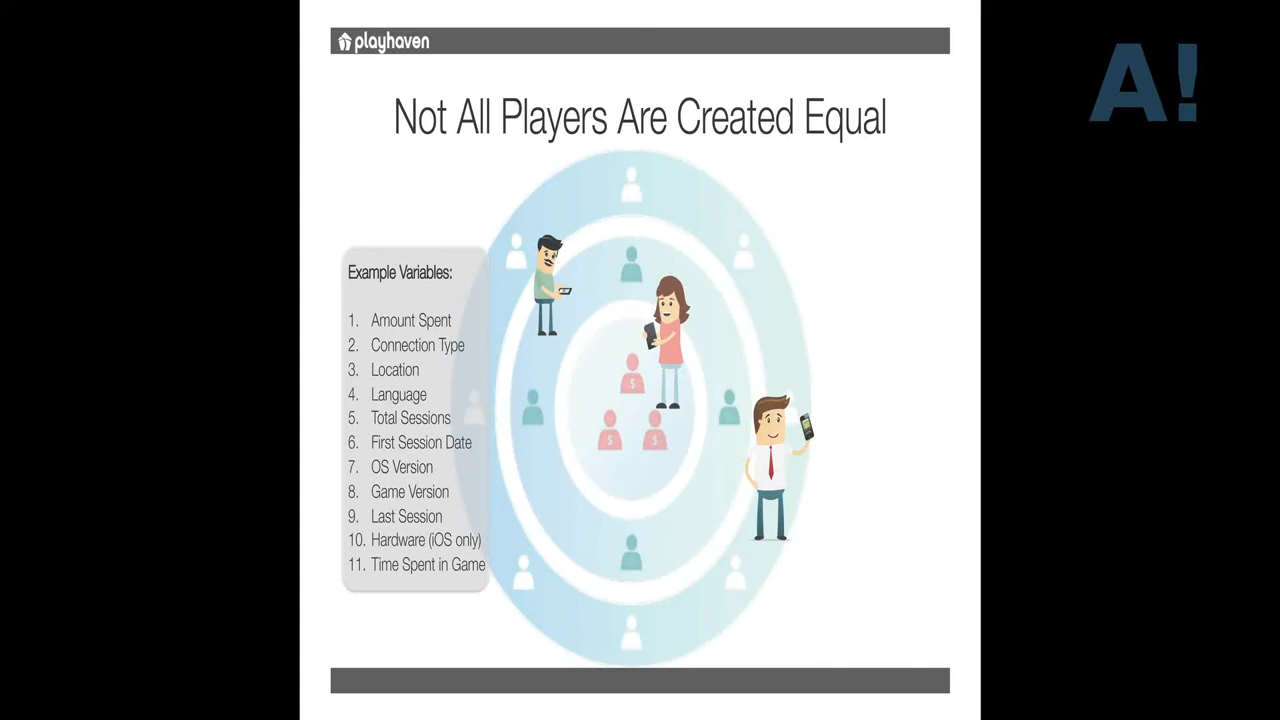 playhaven
A!
Not All Players Are Created Equal
Example Variables:
1. Amount Spent
2. Connection Type
3. Location
4. Language
5. Total Sessions
6. First Session Date
7. OS Version
8. Game Version
9. Last Session
10. Hardware (iOS only)
11. Time Spent in Game
$
$
$